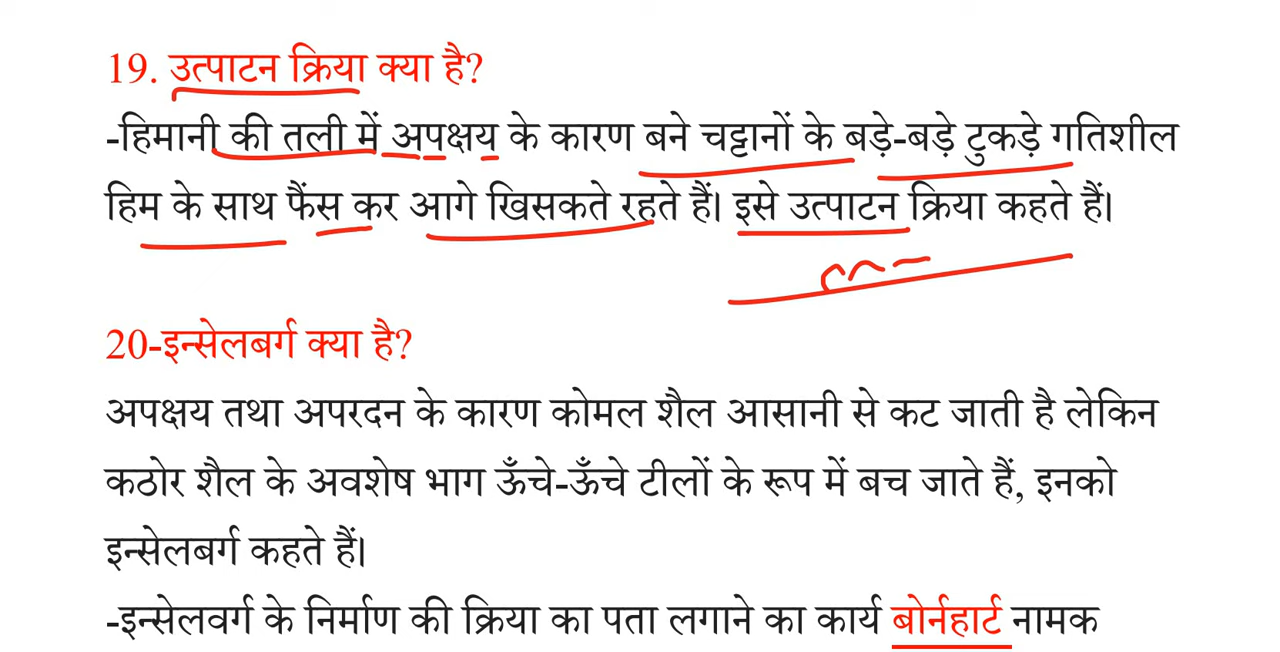 19. उत्पाटन क्रिया क्या है?
-हिमानी की तली में अपक्षय के कारण बने चट्टानों के बड़े-बड़े टुकड़े गतिशील
हिम के साथ फैंस कर आगे खिसकते रहते हैं। इसे उत्पाटन क्रिया कहते हैं।
20-इन्सेलबर्ग क्या है?
अपक्षय तथा अपरदन के कारण कोमल शैल आसानी से कट जाती है लेकिन
कठोर शैल के अवशेष भाग ऊँचे-ऊँचे टीलों के रूप में बच जाते हैं, इनको
इन्सेलबर्ग कहते हैं।
-इन्सेलवर्ग के निर्माण की क्रिया का पता लगाने का कार्य बोर्नहार्ट नामक